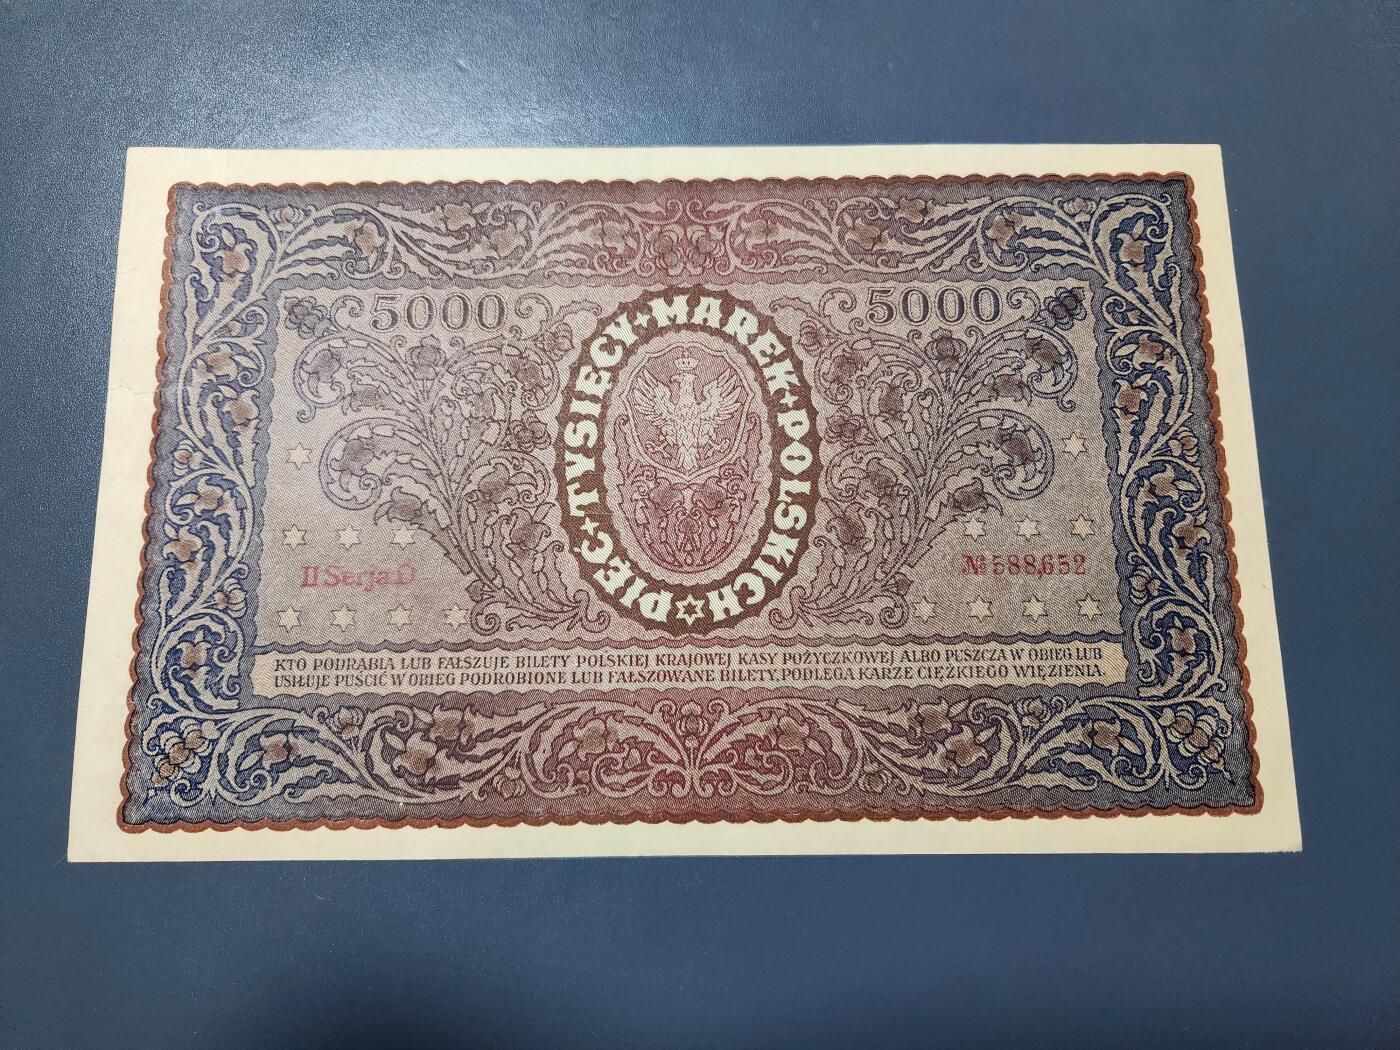 5000
5000
PIĘĆ TYSIĘCY MAREK POLSKICH
II Serja D
№ 588,652
KTO PODRABIA LUB FAŁSZUJE BILETY POLSKIEJ KRAJOWEJ KASY POŻYCZKOWEJ ALBO PUSZCZA W OBIEG LUB
USIŁUJE PUŚCIĆ W OBIEG PODROBIONE LUB FAŁSZOWANE BILETY, PODLEGA KARZE CIĘŻKIEGO WIĘZIENIA.